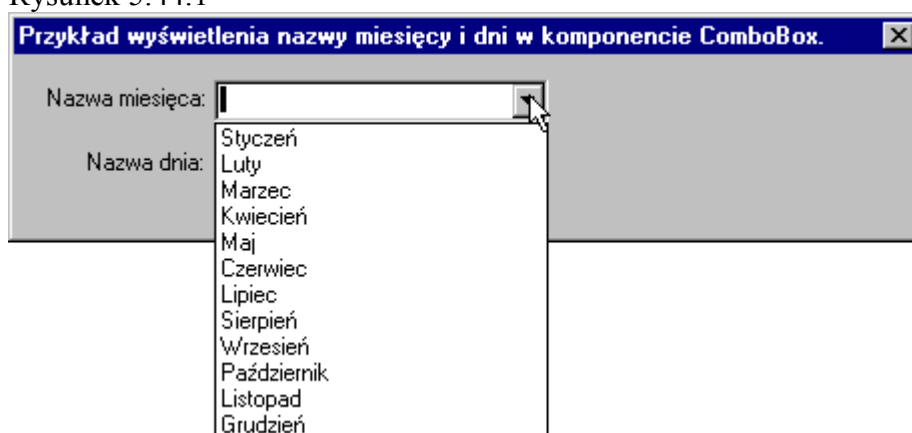 Rysunek 5.44.1
Przykład wyświetlenia nazwy miesięcy i dni w komponencie ComboBox.
Nazwa miesięca:
Styczeń
Nazwa dnia:
Luty
Marzec
Kwiecień
Maj
Czerwiec
Lipiec
Sierpień
Wrzesień
Październik
Listopad
Grudzień